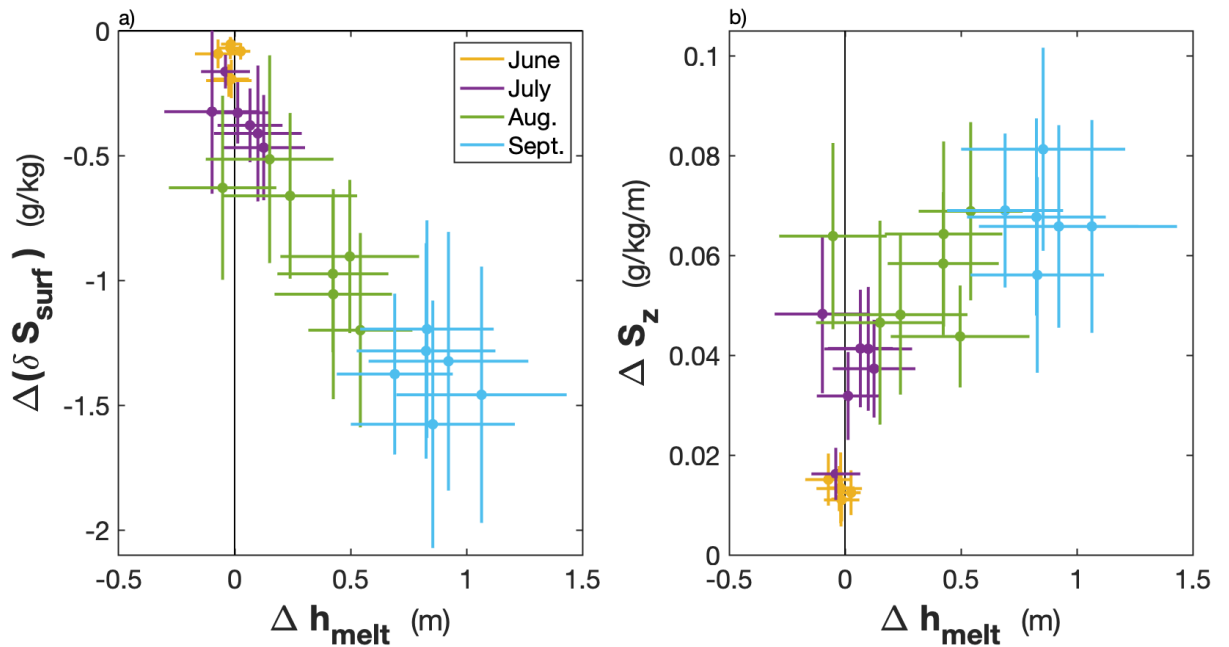 a)
0
-0.5
-1
-1.5
-2
Δ(δ S_surf) (g/kg)
-0.5 0 0.5 1 1.5
Δ h_melt (m)
June
July
Aug.
Sept.
b)
0.1
0.08
0.06
0.04
0.02
0
Δ S_z (g/kg/m)
-0.5 0 0.5 1 1.5
Δ h_melt (m)